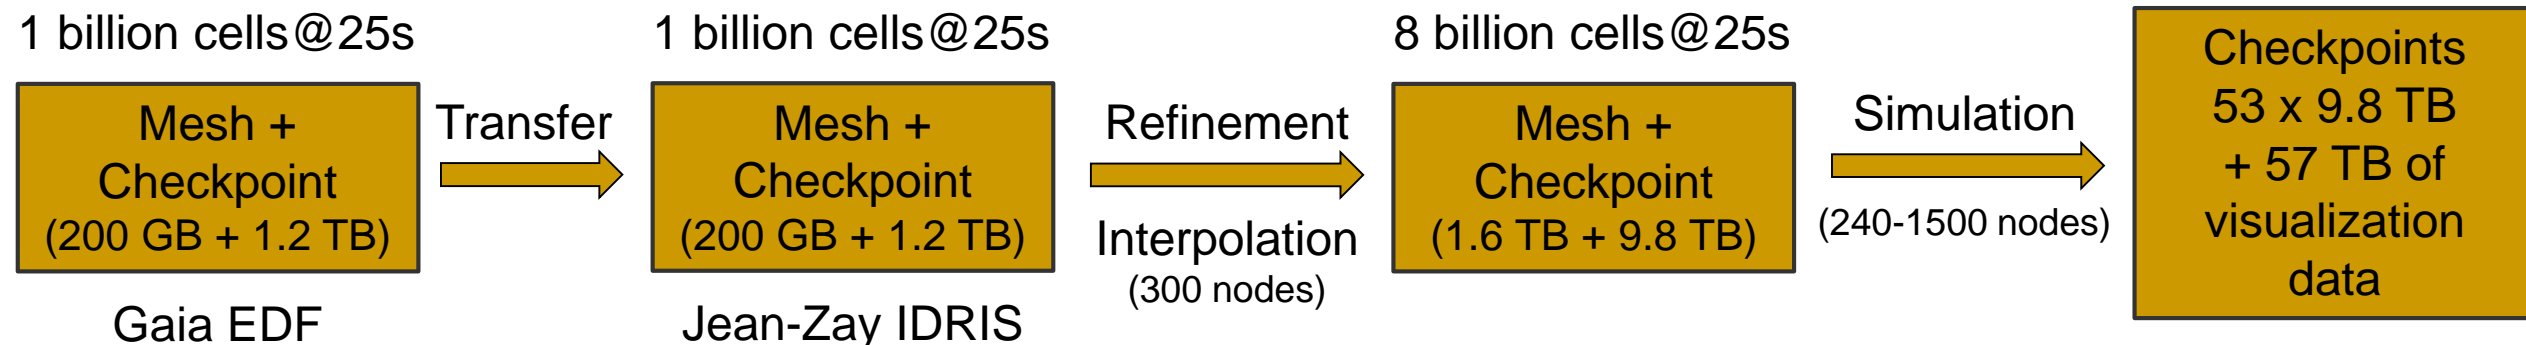 1 billion cells@25s
Mesh +
Checkpoint
(200 GB + 1.2 TB)
Gaia EDF
Transfer
1 billion cells@25s
Mesh +
Checkpoint
(200 GB + 1.2 TB)
Jean-Zay IDRIS
Refinement
Interpolation
(300 nodes)
8 billion cells@25s
Mesh +
Checkpoint
(1.6 TB + 9.8 TB)
Simulation
(240-1500 nodes)
Checkpoints
53 x 9.8 TB
+ 57 TB of
visualization
data